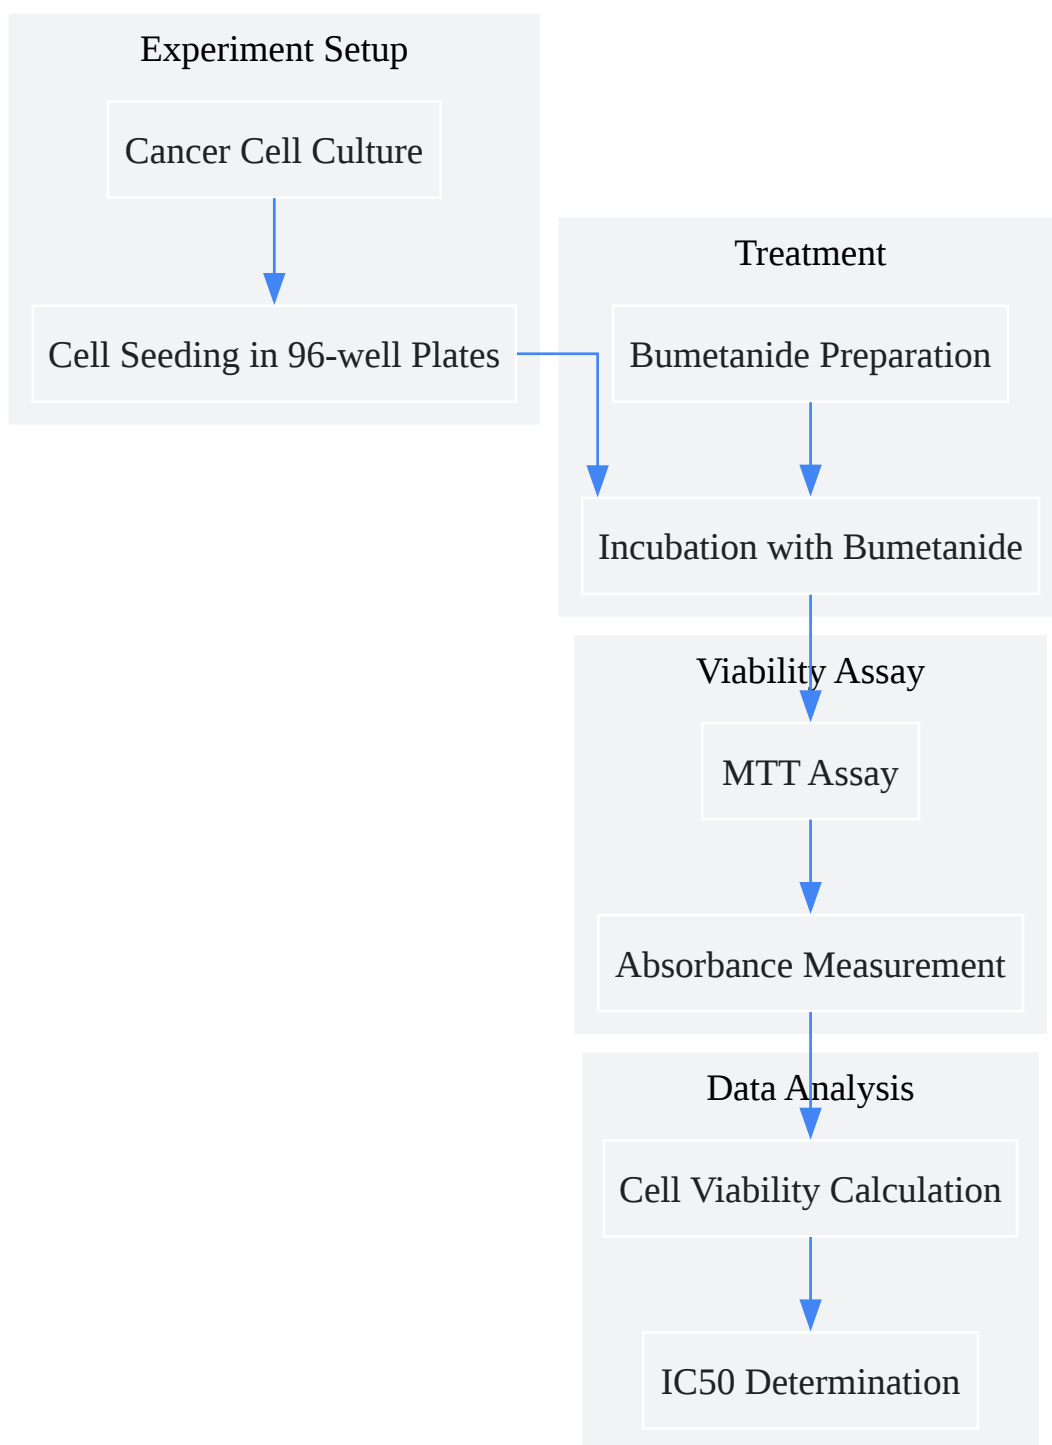 Experiment Setup
Cancer Cell Culture
Cell Seeding in 96-well Plates
Treatment
Bumetanide Preparation
Incubation with Bumetanide
Viability Assay
MTT Assay
Absorbance Measurement
Data Analysis
Cell Viability Calculation
IC50 Determination